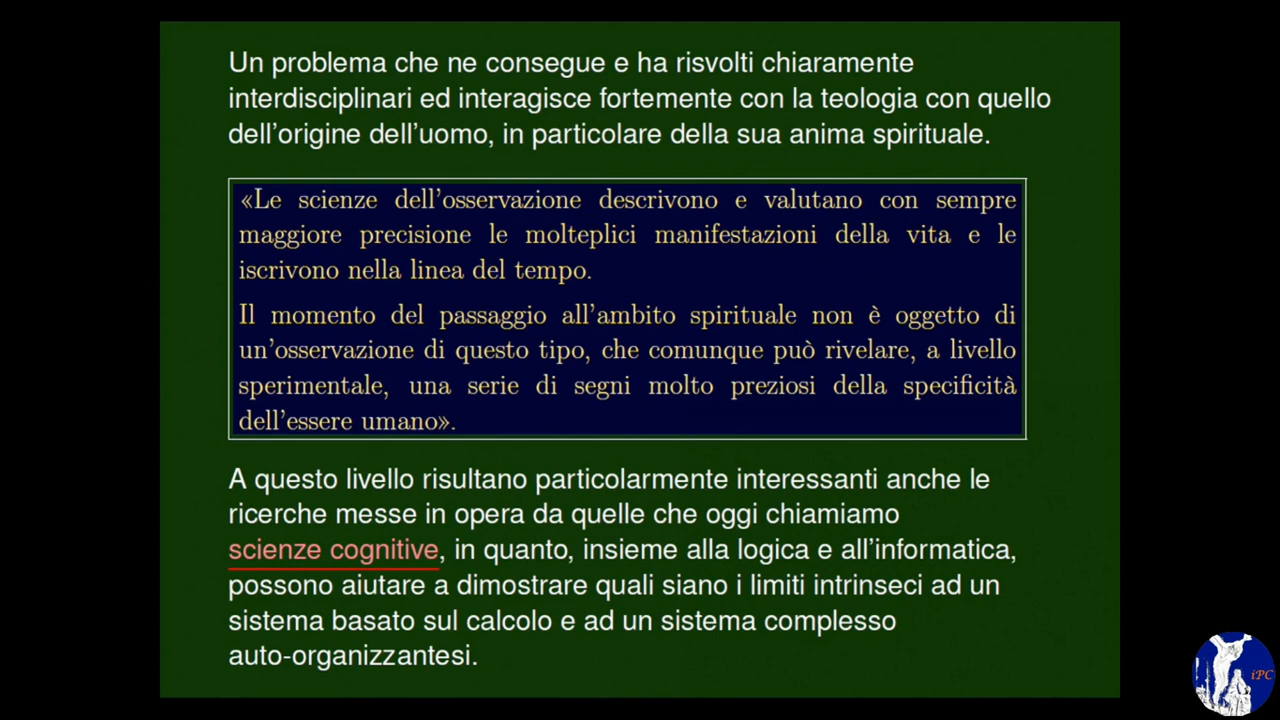 Un problema che ne consegue e ha risvolti chiaramente
interdisciplinari ed interagisce fortemente con la teologia con quello
dell'origine dell'uomo, in particolare della sua anima spirituale.
«Le scienze dell'osservazione descrivono e valutano con sempre
maggiore precisione le molteplici manifestazioni della vita e le
iscrivono nella linea del tempo.
Il momento del passaggio all'ambito spirituale non è oggetto di
un'osservazione di questo tipo, che comunque può rivelare, a livello
sperimentale, una serie di segni molto preziosi della specificità
dell'essere umano».
A questo livello risultano particolarmente interessanti anche le
ricerche messe in opera da quelle che oggi chiamiamo
scienze cognitive, in quanto, insieme alla logica e all'informatica,
possono aiutare a dimostrare quali siano i limiti intrinseci ad un
sistema basato sul calcolo e ad un sistema complesso
auto-organizzantesi.
iPC